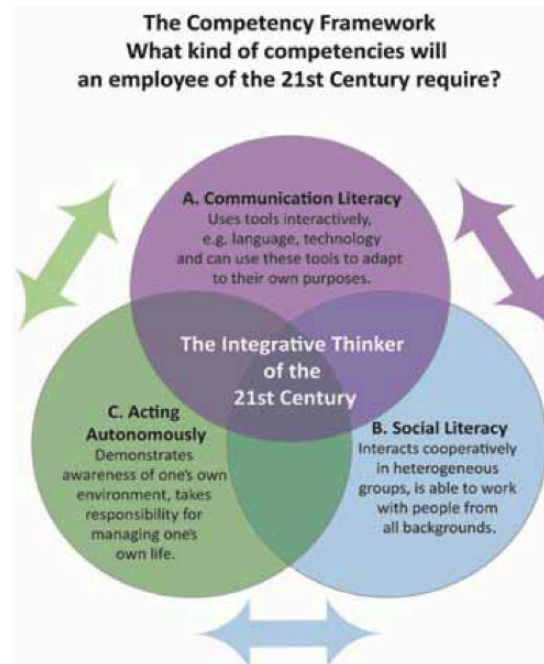 The Competency Framework
What kind of competencies will
an employee of the 21st Century require?
A. Communication Literacy
Uses tools interactively,
e.g. language, technology
and can use these tools to adapt
to their own purposes.
The Integrative Thinker
of the
21st Century
C. Acting
Autonomously
Demonstrates
awareness of one's own
environment, takes
responsibility for
managing one's
own life.
B. Social Literacy
Interacts cooperatively
in heterogeneous
groups, is able to work
with people from
all backgrounds.